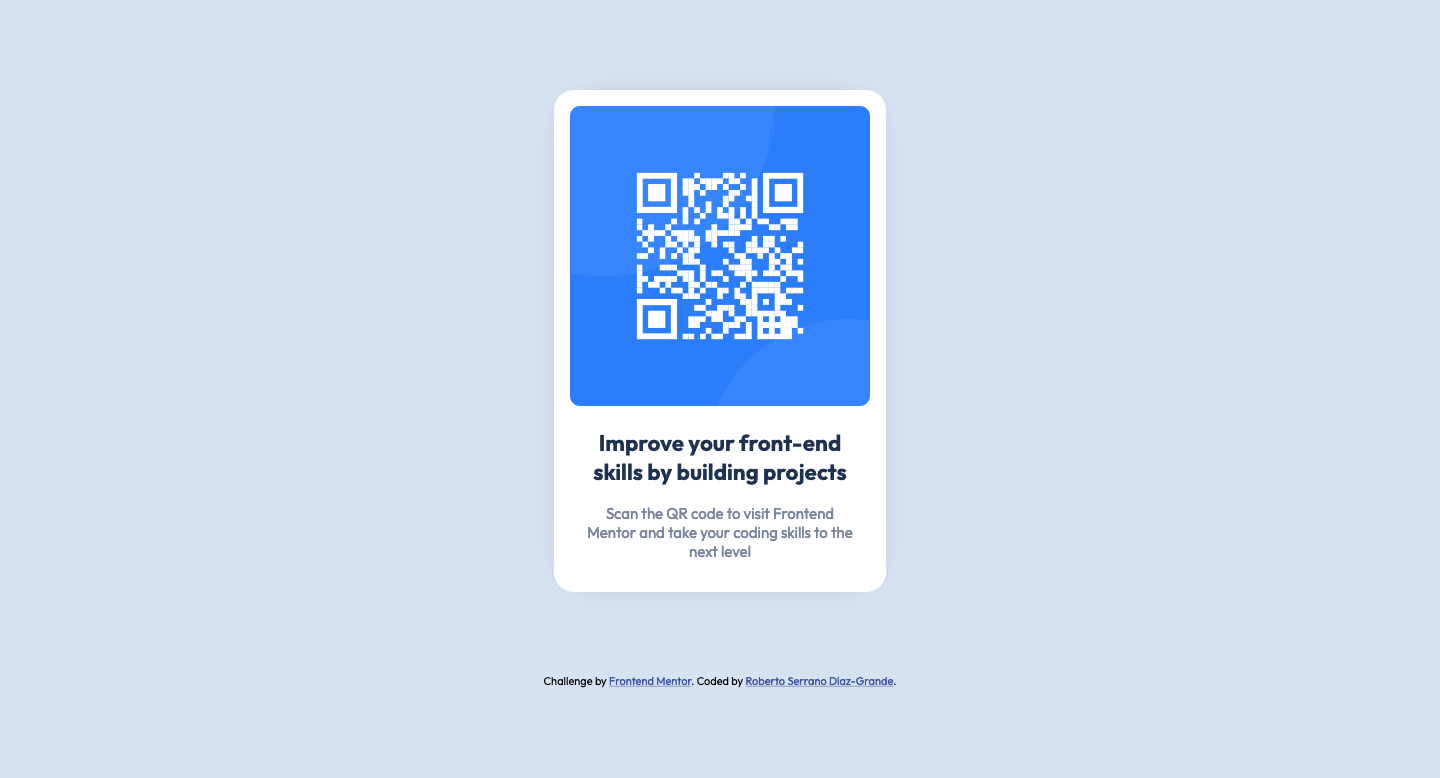 Improve your front-end
skills by building projects
Scan the QR code to visit Frontend
Mentor and take your coding skills to the
next level
Challenge by Frontend Mentor. Coded by Roberto Serrano Díaz-Grande.